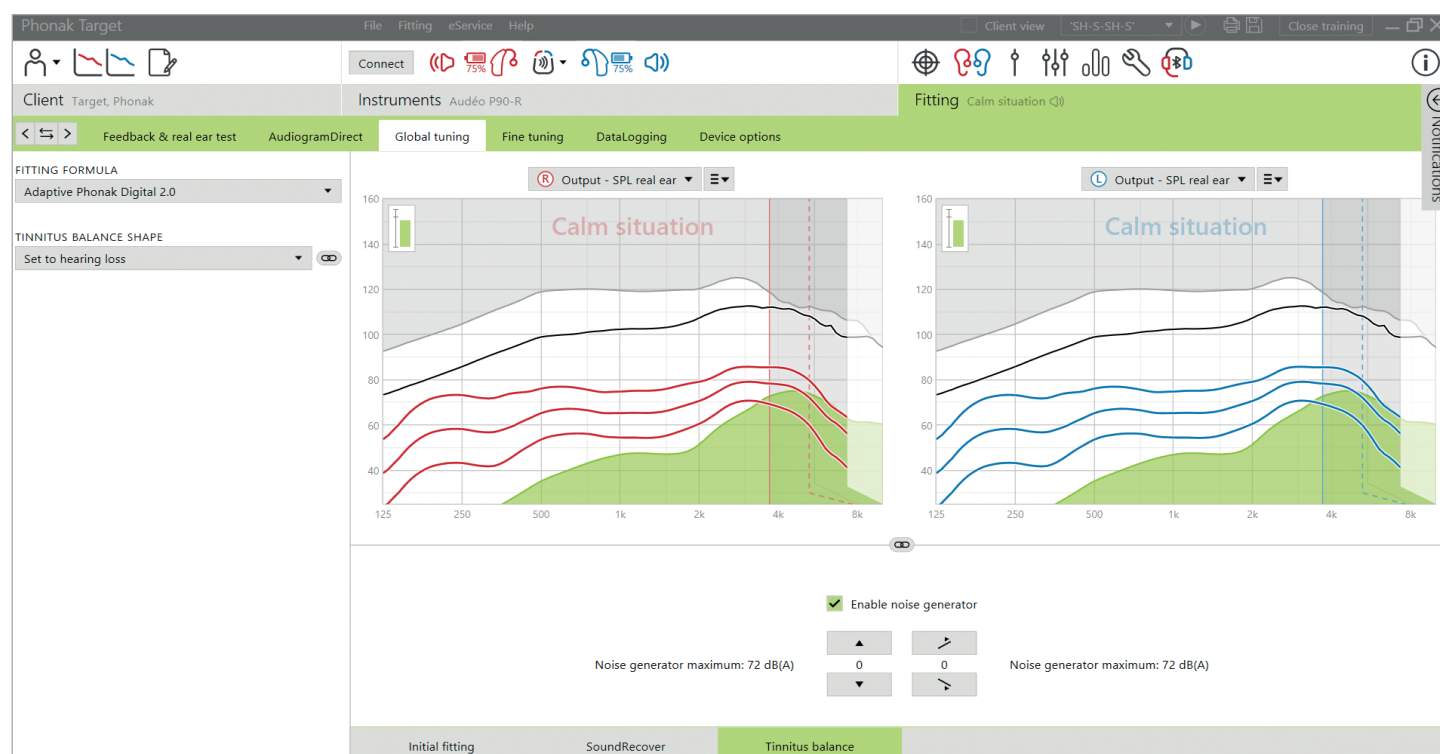 Phonak Target File Fitting eService Help Client view 'SH-S-SH-S' Close training
Connect 75% 75%
Client Target, Phonak Instruments Audéo P90-R Fitting Calm situation
Notifications
Feedback & real ear test AudiogramDirect Global tuning Fine tuning DataLogging Device options
FITTING FORMULA
Adaptive Phonak Digital 2.0
TINNITUS BALANCE SHAPE
Set to hearing loss
R Output - SPL real ear
Calm situation
160
140
120
100
80
60
40
125 250 500 1k 2k 4k 8k
L Output - SPL real ear
Calm situation
160
140
120
100
80
60
40
125 250 500 1k 2k 4k 8k
Enable noise generator
Noise generator maximum: 72 dB(A) 0 0 Noise generator maximum: 72 dB(A)
Initial fitting SoundRecover Tinnitus balance